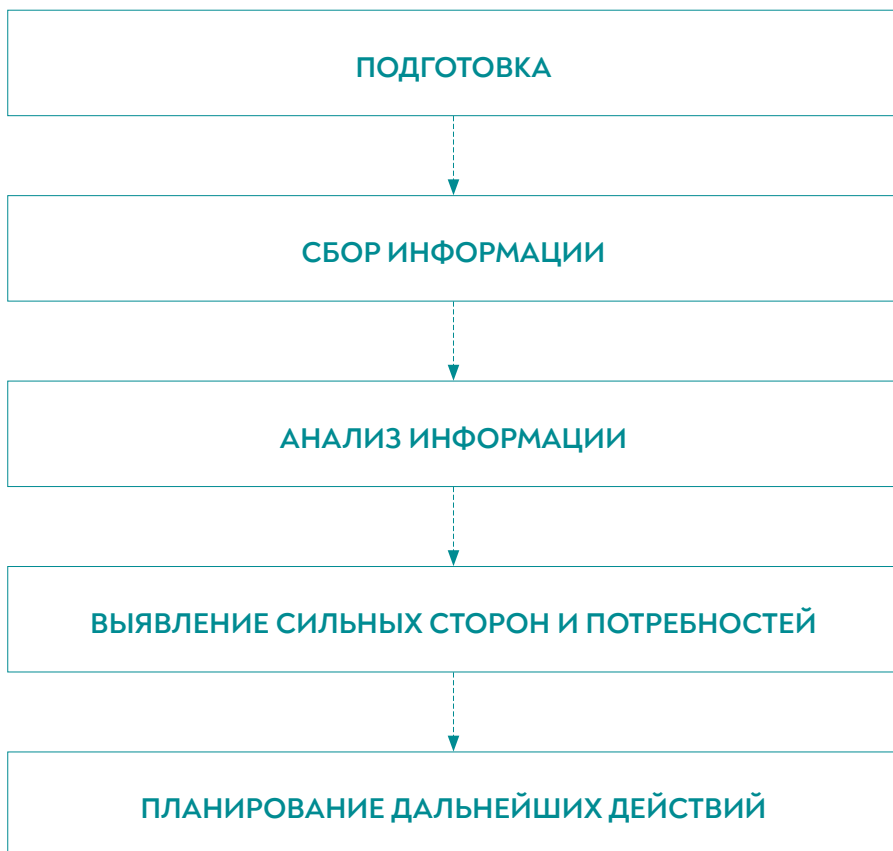 ПОДГОТОВКА
СБОР ИНФОРМАЦИИ
АНАЛИЗ ИНФОРМАЦИИ
ВЫЯВЛЕНИЕ СИЛЬНЫХ СТОРОН И ПОТРЕБНОСТЕЙ
ПЛАНИРОВАНИЕ ДАЛЬНЕЙШИХ ДЕЙСТВИЙ